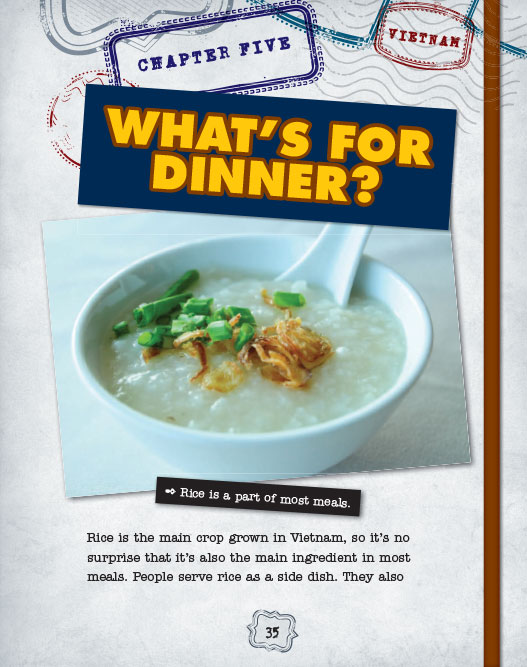 CHAPTER FIVE
VIETNAM
WHAT'S FOR
DINNER?
➺ Rice is a part of most meals.
Rice is the main crop grown in Vietnam, so it's no
surprise that it's also the main ingredient in most
meals. People serve rice as a side dish. They also
35